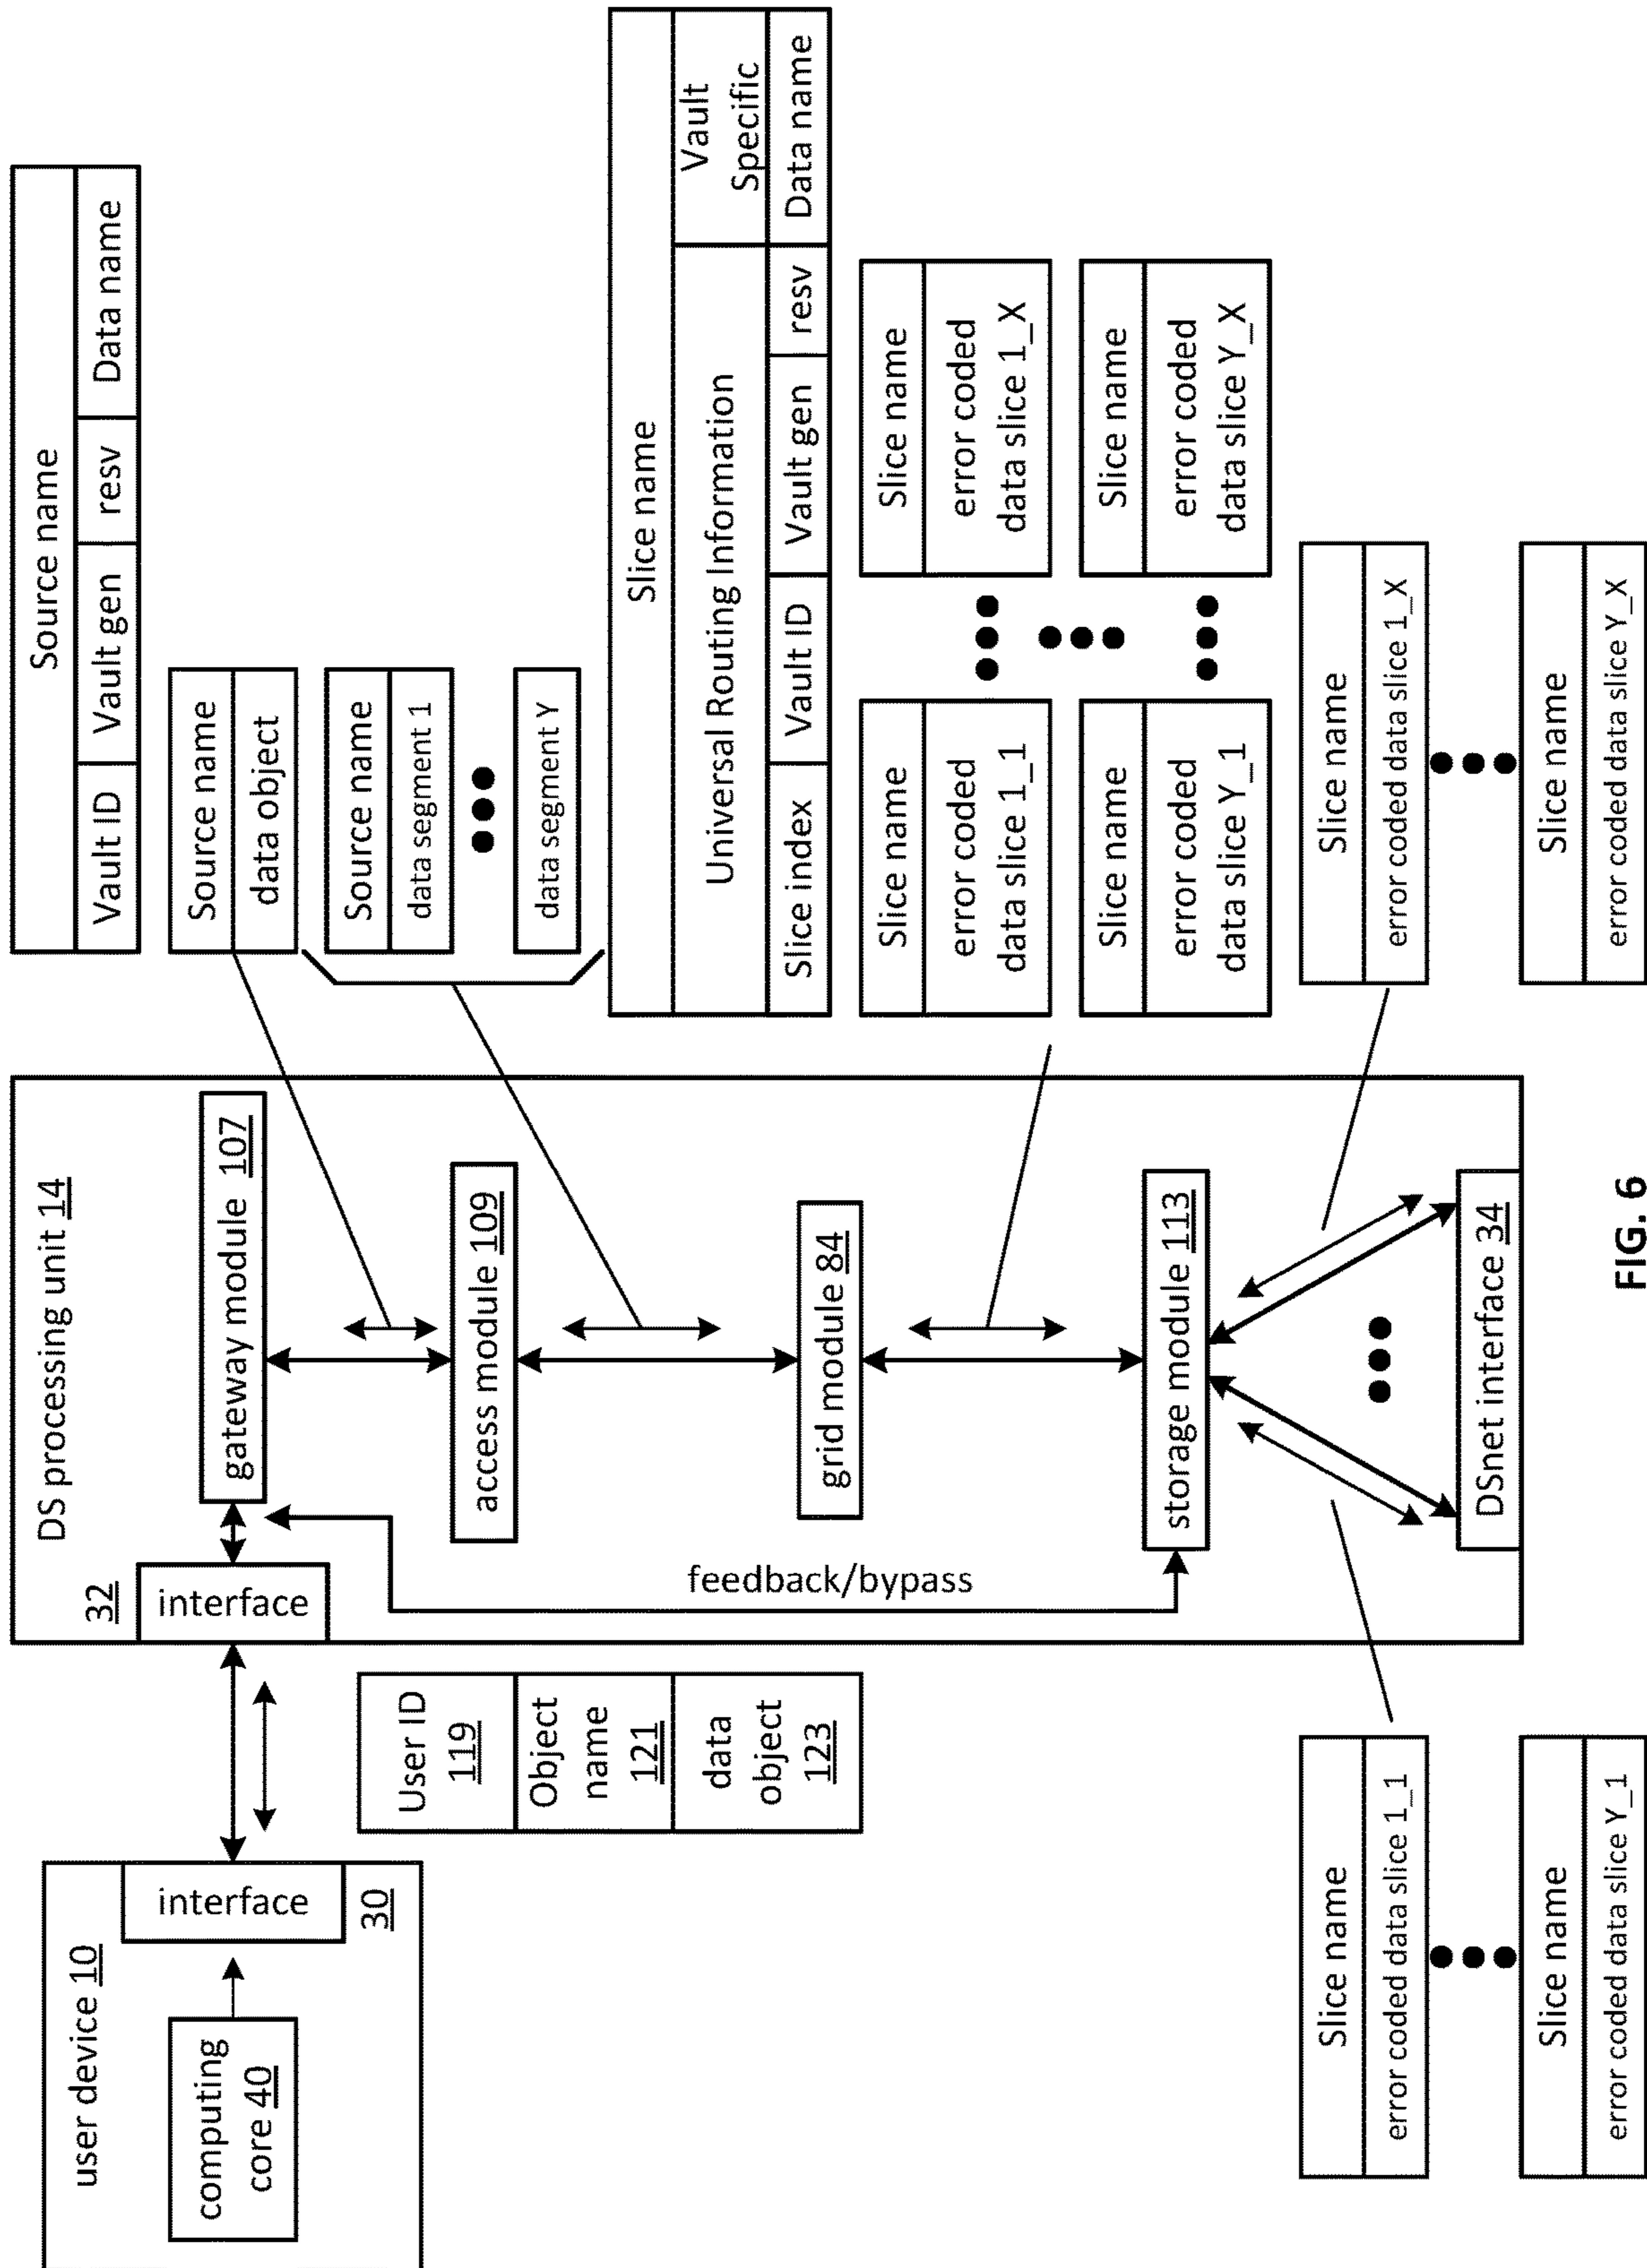 user device 10
computing
core 40
interface
30
User ID
119
Object
name
121
data
object
123
DS processing unit 14
32
interface
gateway module 107
access module 109
grid module 84
storage module 113
DSnet interface 34
feedback/bypass
Source name
Vault ID Vault gen resv Data name
Source name
data object
Source name
data segment 1
data segment Y
Slice name
Universal Routing Information
Vault
Specific
Slice index Vault ID Vault gen resv Data name
Slice name
error coded
data slice 1_1
Slice name
error coded
data slice 1_X
Slice name
error coded
data slice Y_1
Slice name
error coded
data slice Y_X
Slice name
error coded data slice 1_1
Slice name
error coded data slice Y_1
Slice name
error coded data slice 1_X
Slice name
error coded data slice Y_X
FIG. 6